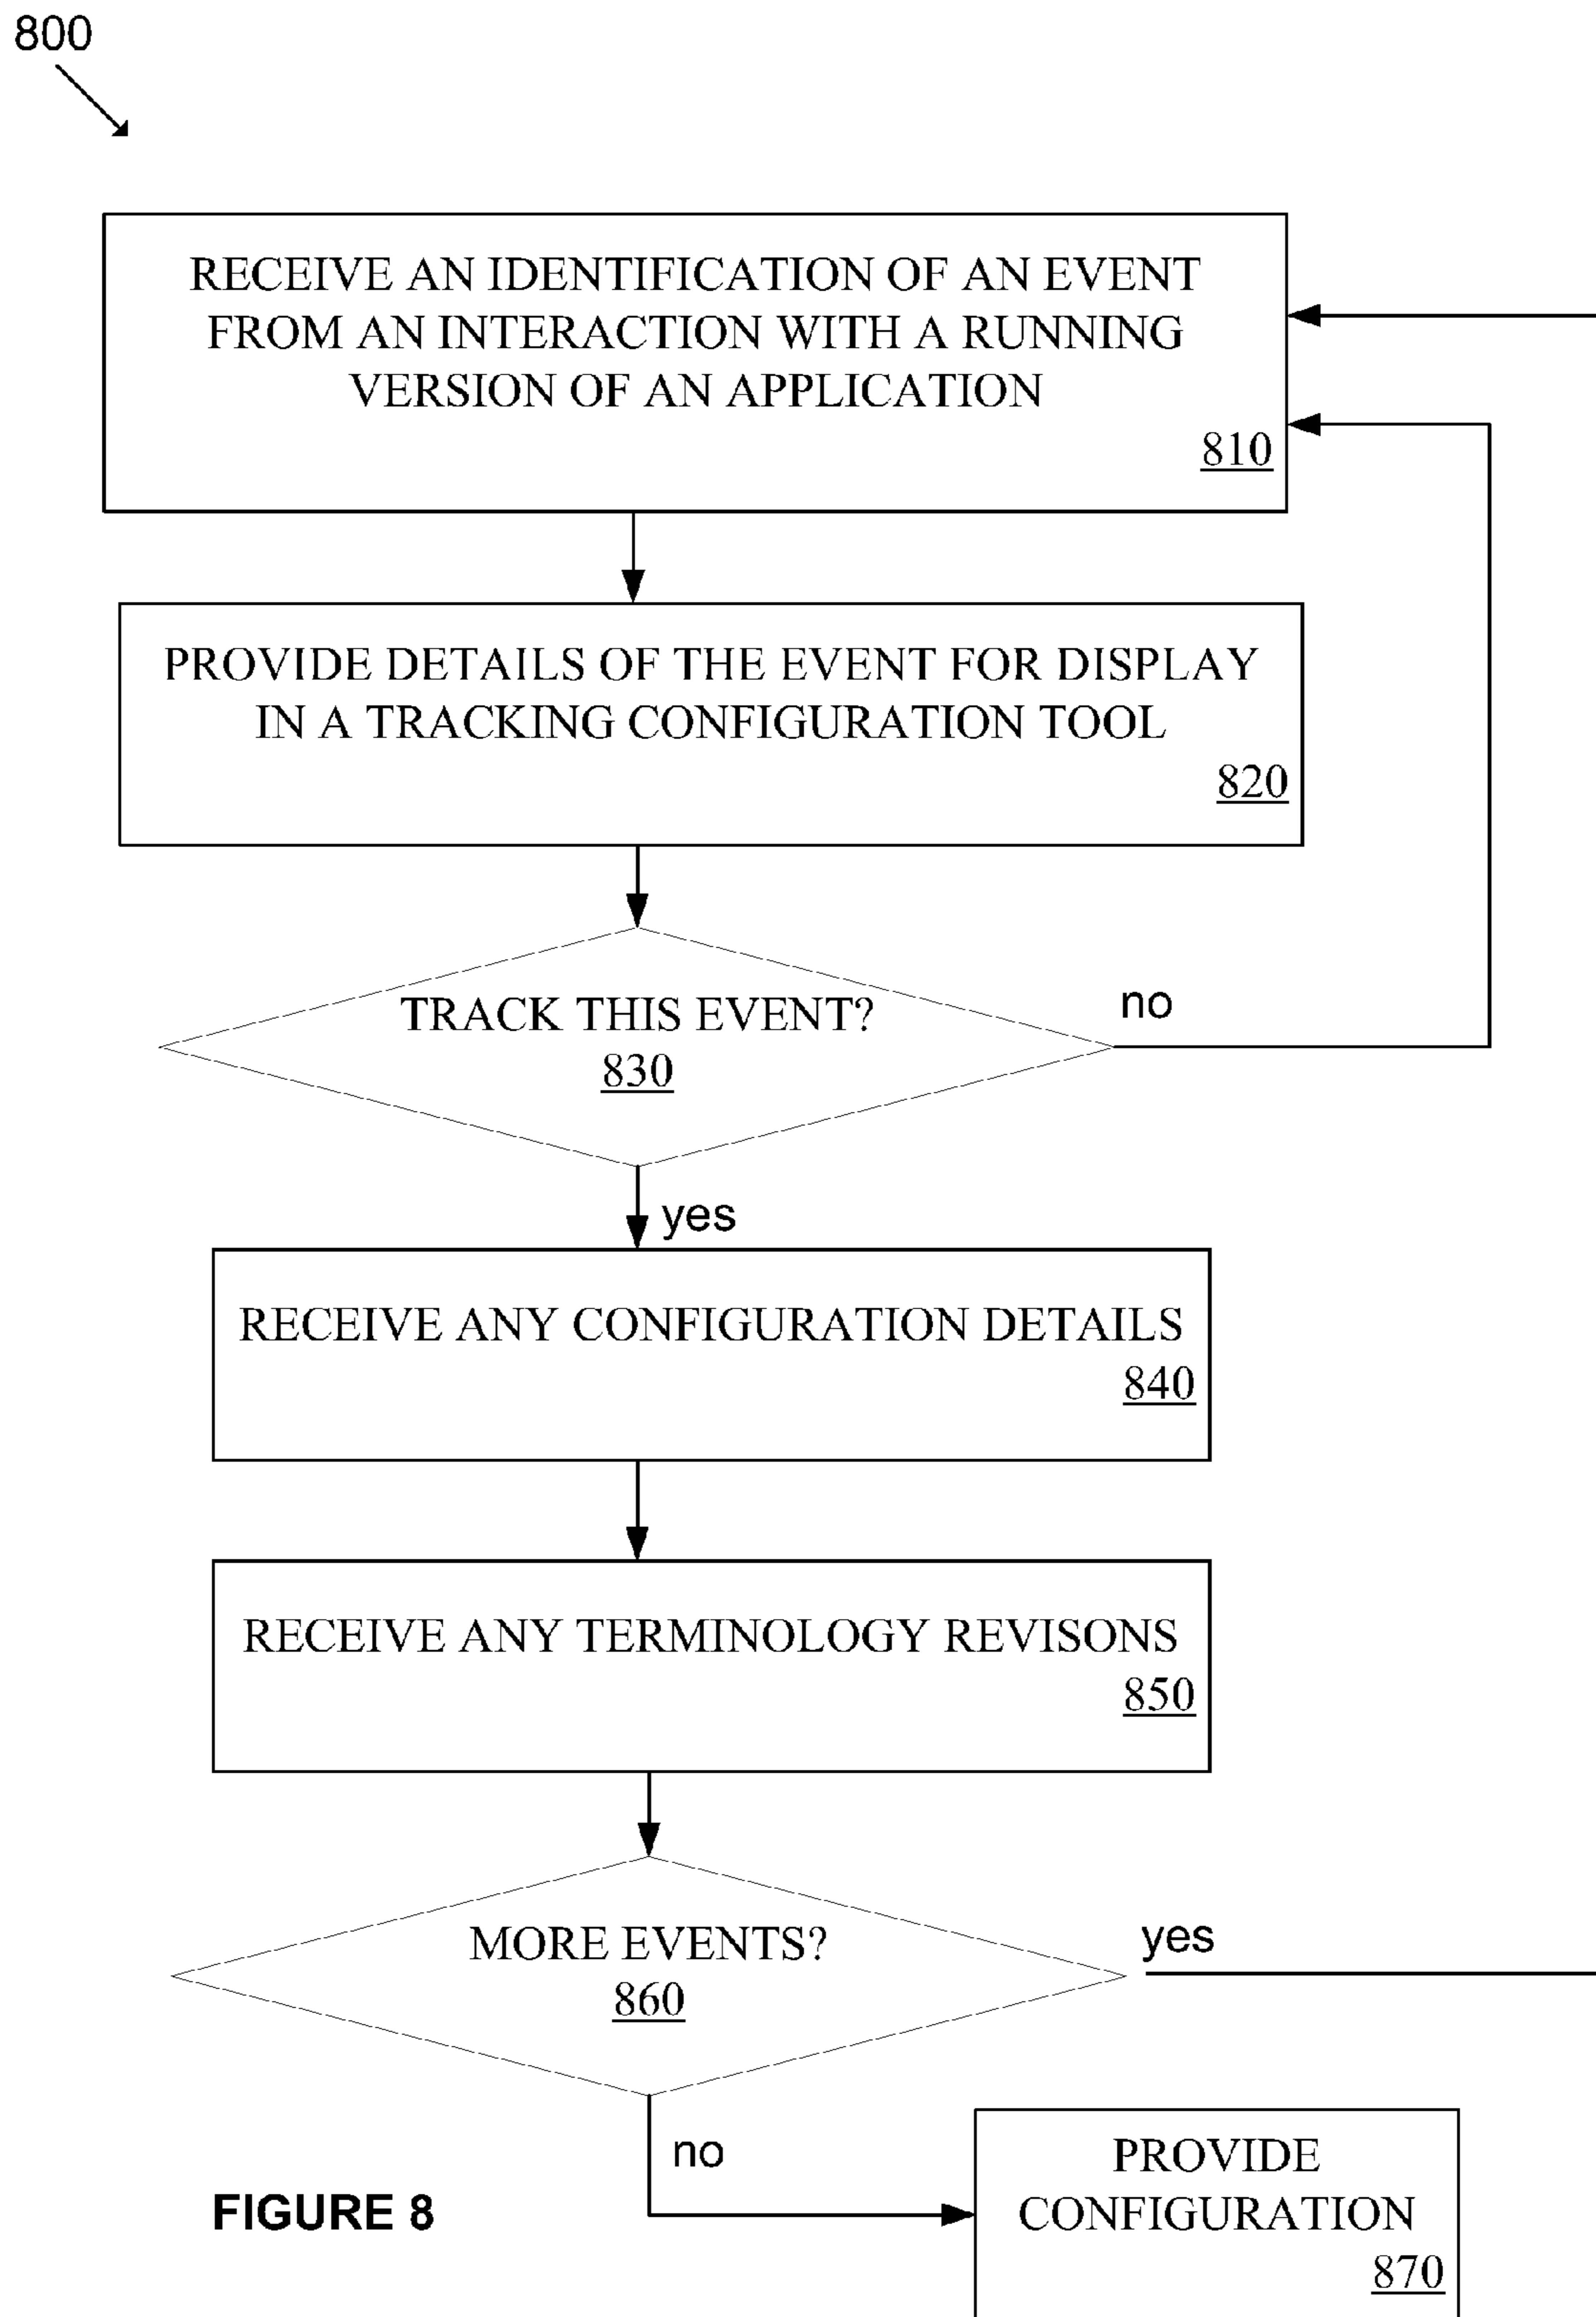 800
RECEIVE AN IDENTIFICATION OF AN EVENT
FROM AN INTERACTION WITH A RUNNING
VERSION OF AN APPLICATION
810
PROVIDE DETAILS OF THE EVENT FOR DISPLAY
IN A TRACKING CONFIGURATION TOOL
820
TRACK THIS EVENT?
830
no
yes
RECEIVE ANY CONFIGURATION DETAILS
840
RECEIVE ANY TERMINOLOGY REVISONS
850
MORE EVENTS?
860
yes
no
PROVIDE
CONFIGURATION
870
FIGURE 8